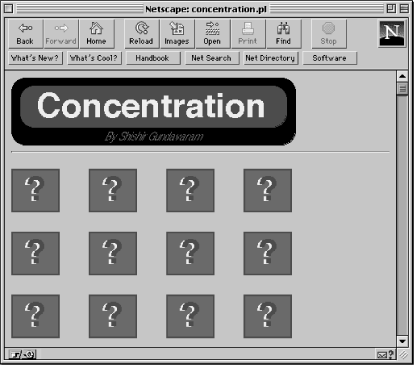 Netscape: concentration.pl
Back Forward Home Reload Images Open Print Find Stop
N
What's New? What's Cool? Handbook Net Search Net Directory Software
Concentration
By Shishir Gundavaram
? ? ? ?
? ? ? ?
? ? ? ?
?